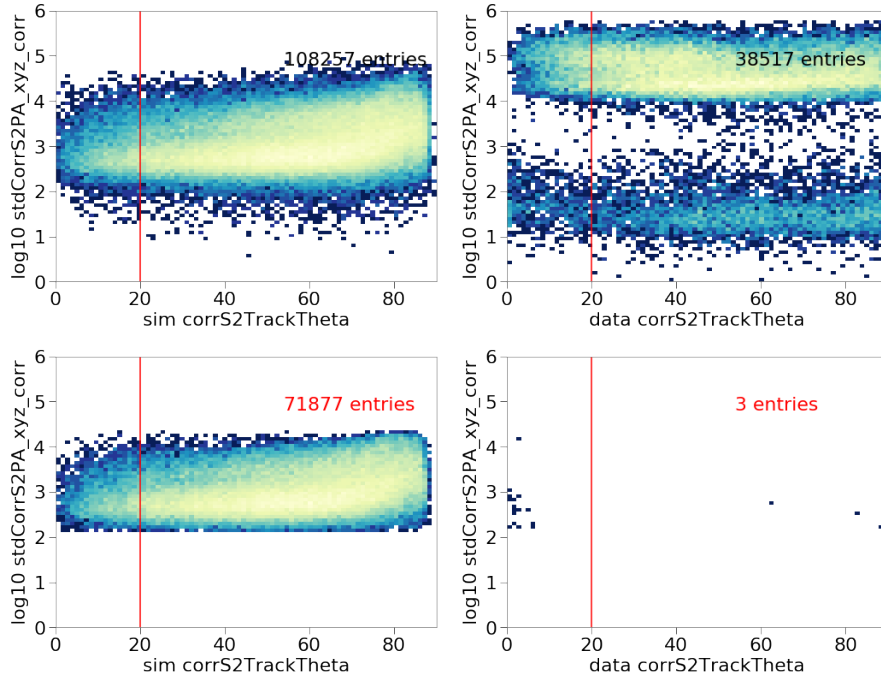 6
5
4
3
2
1
0
log10 stdCorrS2PA_xyz_corr
108257 entries
0 20 40 60 80
sim corrS2TrackTheta
6
5
4
3
2
1
0
log10 stdCorrS2PA_xyz_corr
38517 entries
0 20 40 60 80
data corrS2TrackTheta
6
5
4
3
2
1
0
log10 stdCorrS2PA_xyz_corr
71877 entries
0 20 40 60 80
sim corrS2TrackTheta
6
5
4
3
2
1
0
log10 stdCorrS2PA_xyz_corr
3 entries
0 20 40 60 80
data corrS2TrackTheta